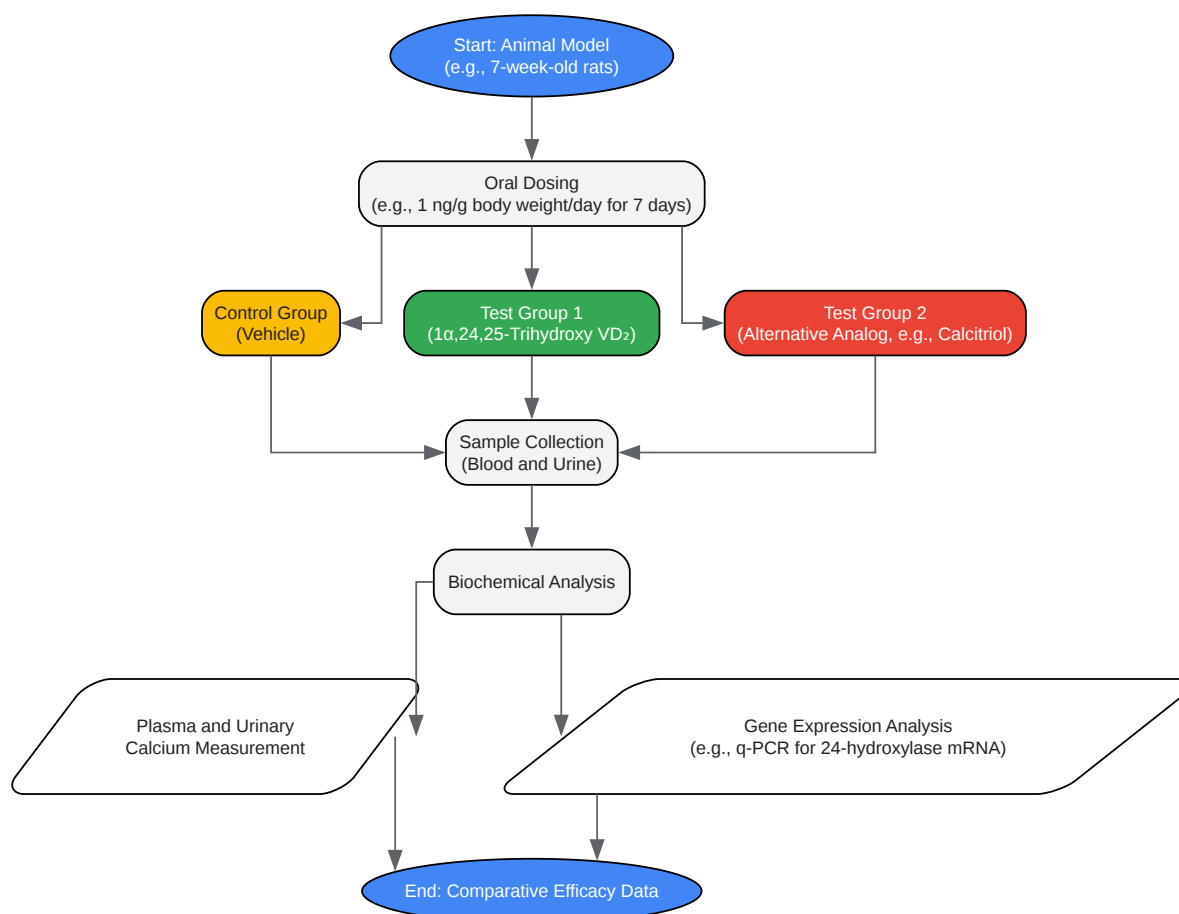 Start: Animal Model
(e.g., 7-week-old rats)
Oral Dosing
(e.g., 1 ng/g body weight/day for 7 days)
Control Group
(Vehicle)
Test Group 1
(1α,24,25-Trihydroxy VD₂)
Test Group 2
(Alternative Analog, e.g., Calcitriol)
Sample Collection
(Blood and Urine)
Biochemical Analysis
Plasma and Urinary
Calcium Measurement
Gene Expression Analysis
(e.g., q-PCR for 24-hydroxylase mRNA)
End: Comparative Efficacy Data